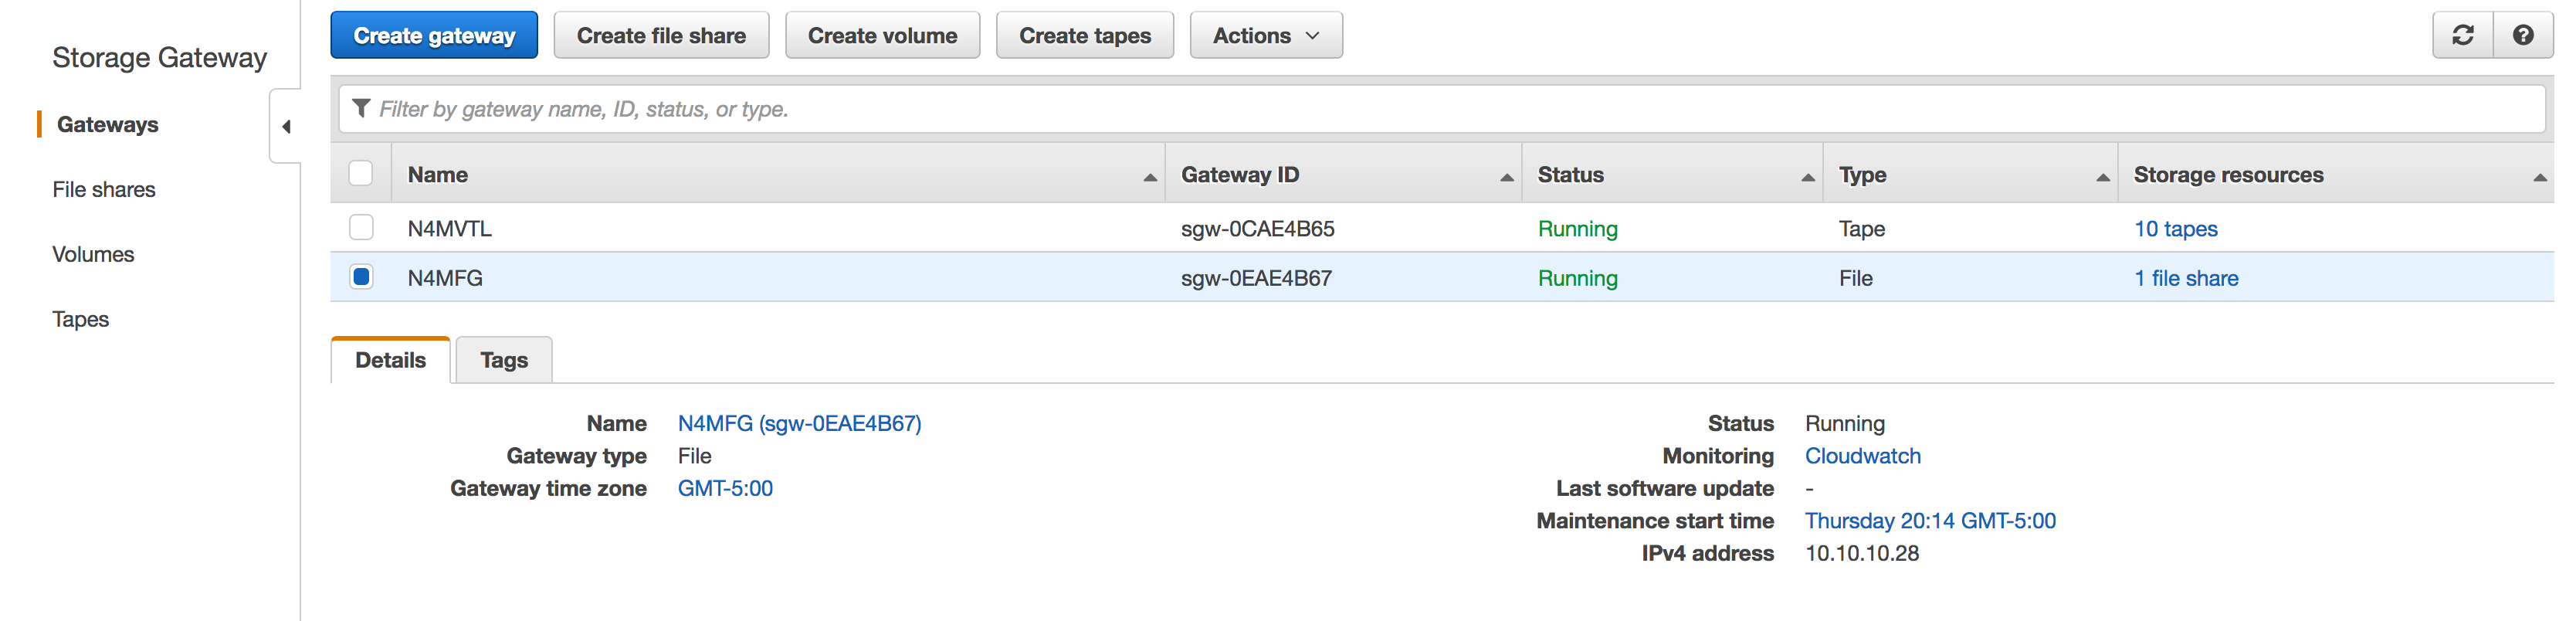 Storage Gateway
Gateways
File shares
Volumes
Tapes
Create gateway Create file share Create volume Create tapes Actions
Filter by gateway name, ID, status, or type.
Name Gateway ID Status Type Storage resources
N4MVTL sgw-0CAE4B65 Running Tape 10 tapes
N4MFG sgw-0EAE4B67 Running File 1 file share
Details Tags
Name N4MFG (sgw-0EAE4B67)
Gateway type File
Gateway time zone GMT-5:00
Status Running
Monitoring Cloudwatch
Last software update -
Maintenance start time Thursday 20:14 GMT-5:00
IPv4 address 10.10.10.28